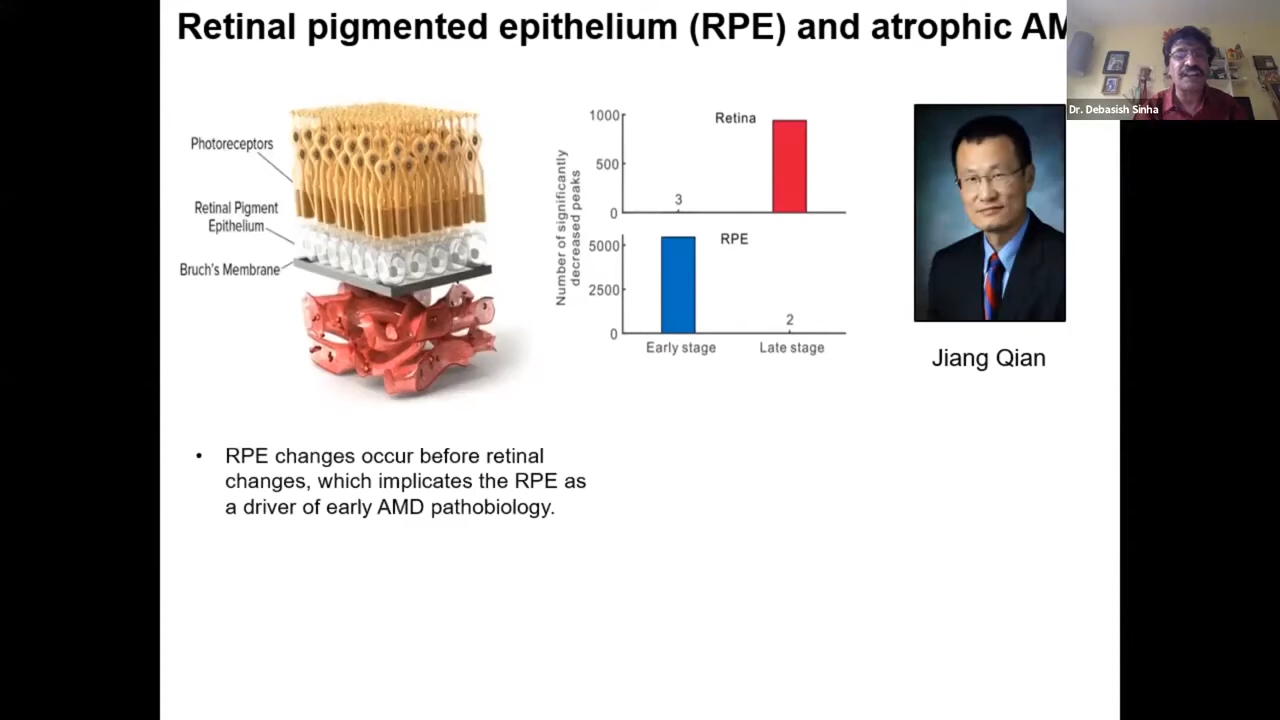 Retinal pigmented epithelium (RPE) and atrophic AM
Dr. Debasish Sinha
Photoreceptors
Retinal Pigment
Epithelium
Bruch's Membrane
Number of significantly
decreased peaks
1000
Retina
500
3
0
5000
RPE
2500
2
0
Early stage
Late stage
Jiang Qian
• RPE changes occur before retinal
changes, which implicates the RPE as
a driver of early AMD pathobiology.